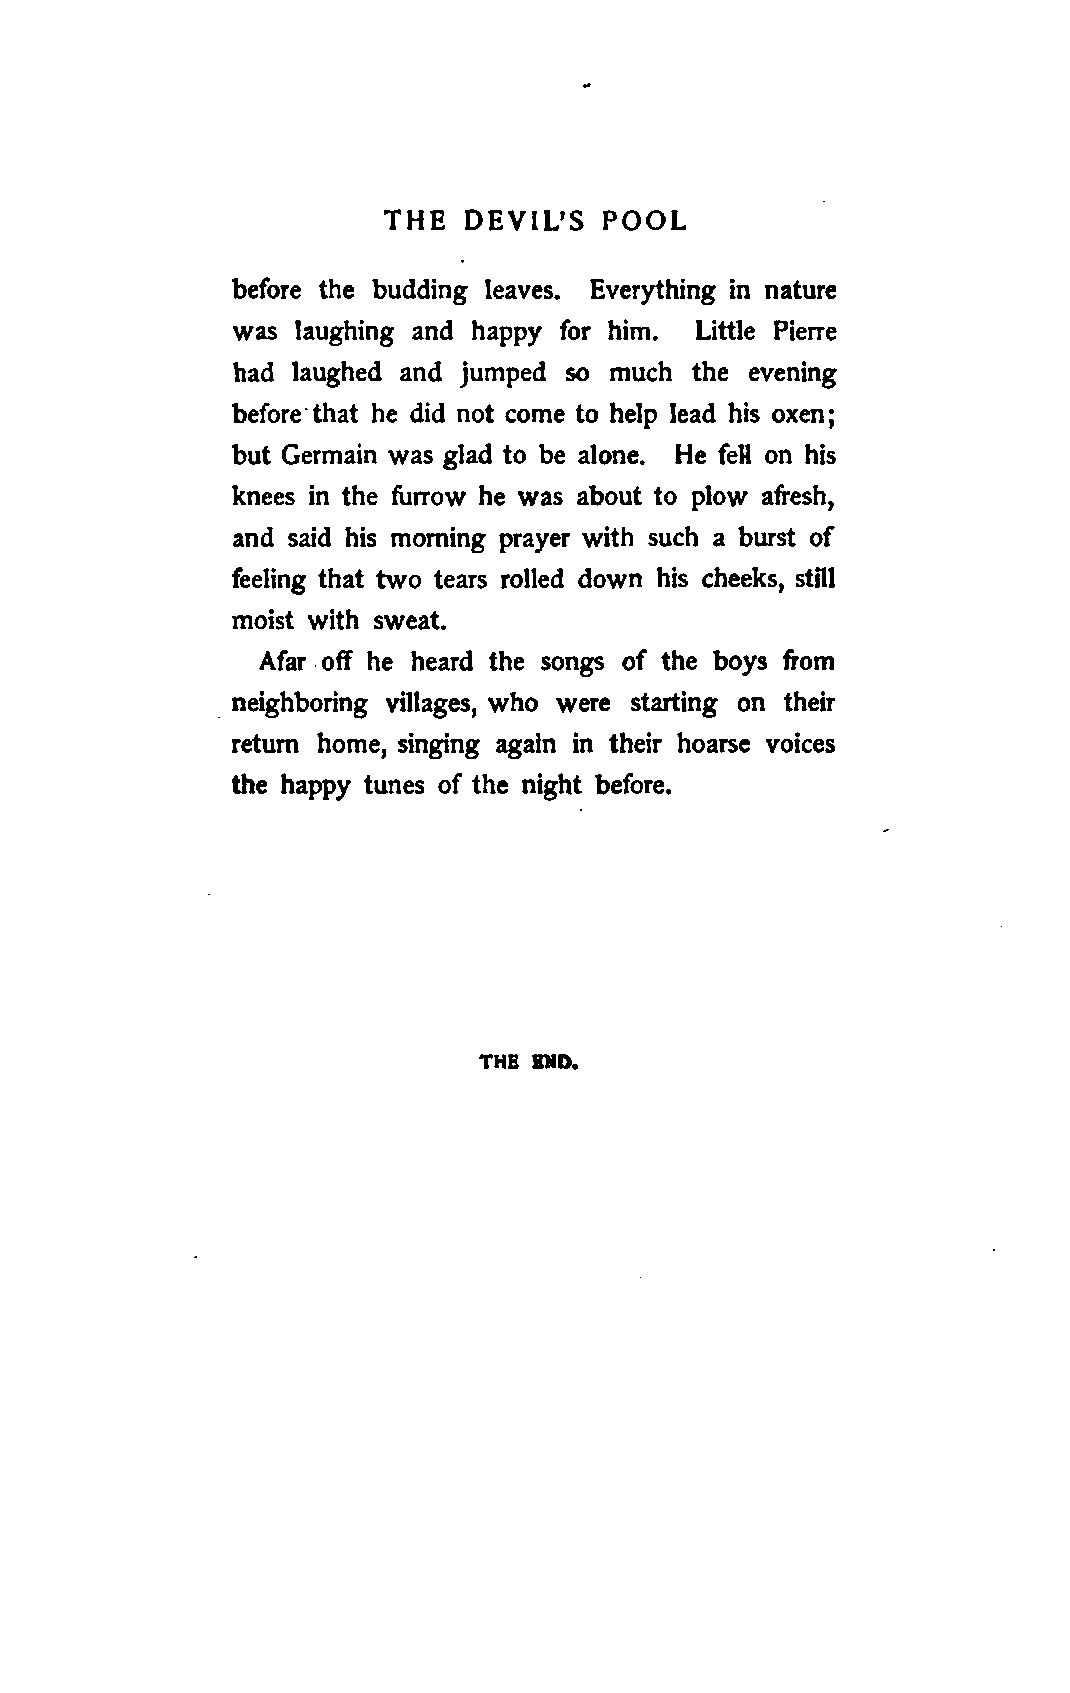 THE DEVIL'S POOL
before the budding leaves. Everything in nature
was laughing and happy for him. Little Pierre
had laughed and jumped so much the evening
before that he did not come to help lead his oxen;
but Germain was glad to be alone. He fell on his
knees in the furrow he was about to plow afresh,
and said his morning prayer with such a burst of
feeling that two tears rolled down his cheeks, still
moist with sweat.
Afar off he heard the songs of the boys from
neighboring villages, who were starting on their
return home, singing again in their hoarse voices
the happy tunes of the night before.
THE END.